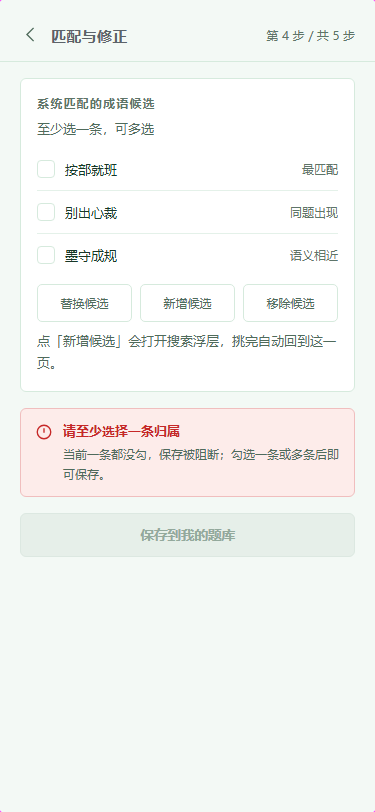 匹配与修正
第 4 步 / 共 5 步
系统匹配的成语候选
至少选一条，可多选
按部就班
最匹配
别出心裁
同题出现
墨守成规
语义相近
替换候选
新增候选
移除候选
点「新增候选」会打开搜索浮层，挑完自动回到这一
页。
请至少选择一条归属
当前一条都没勾，保存被阻断；勾选一条或多条后即
可保存。
保存到我的题库